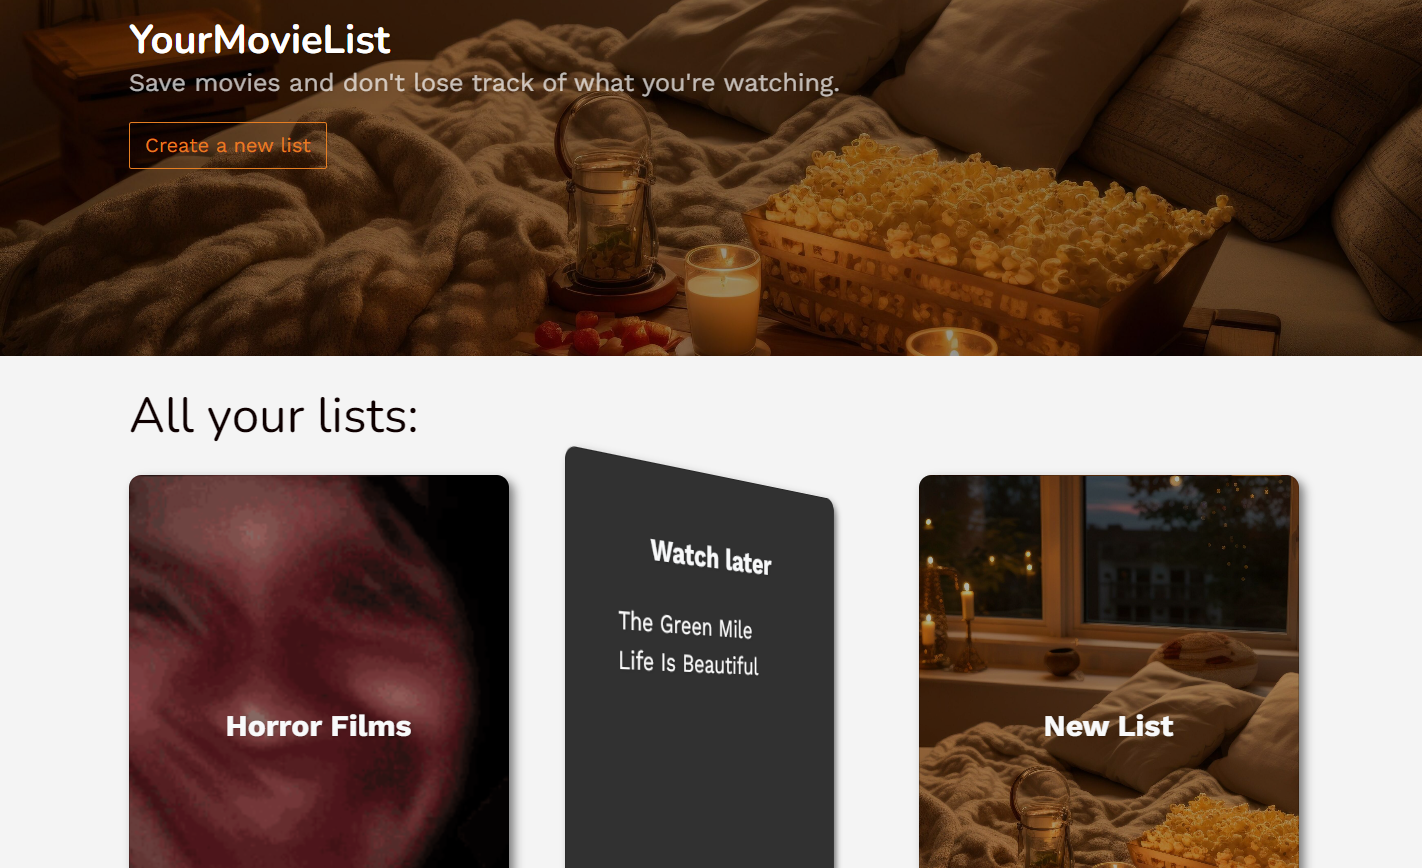 YourMovieList
Save movies and don't lose track of what you're watching.
Create a new list
All your lists:
Horror Films
Watch later
The Green Mile
Life Is Beautiful
New List